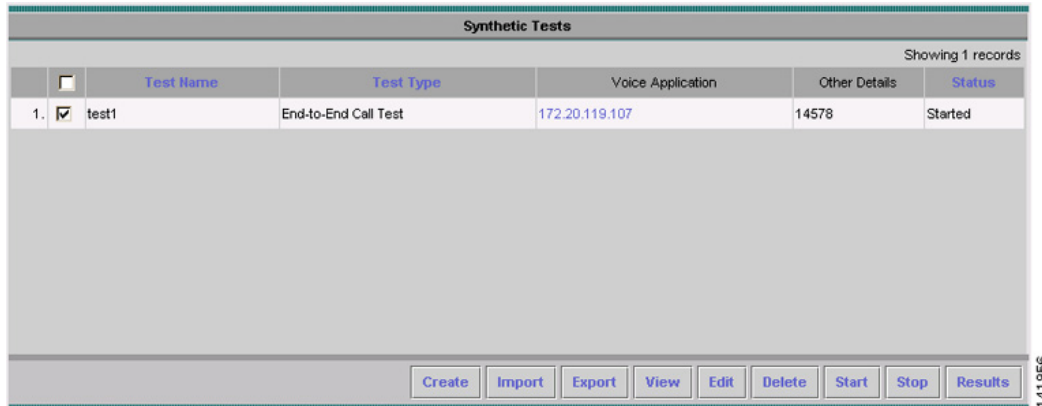 Synthetic Tests
Showing 1 records
Test Name Test Type Voice Application Other Details Status
1. test1 End-to-End Call Test 172.20.119.107 14578 Started
Create Import Export View Edit Delete Start Stop Results
141956